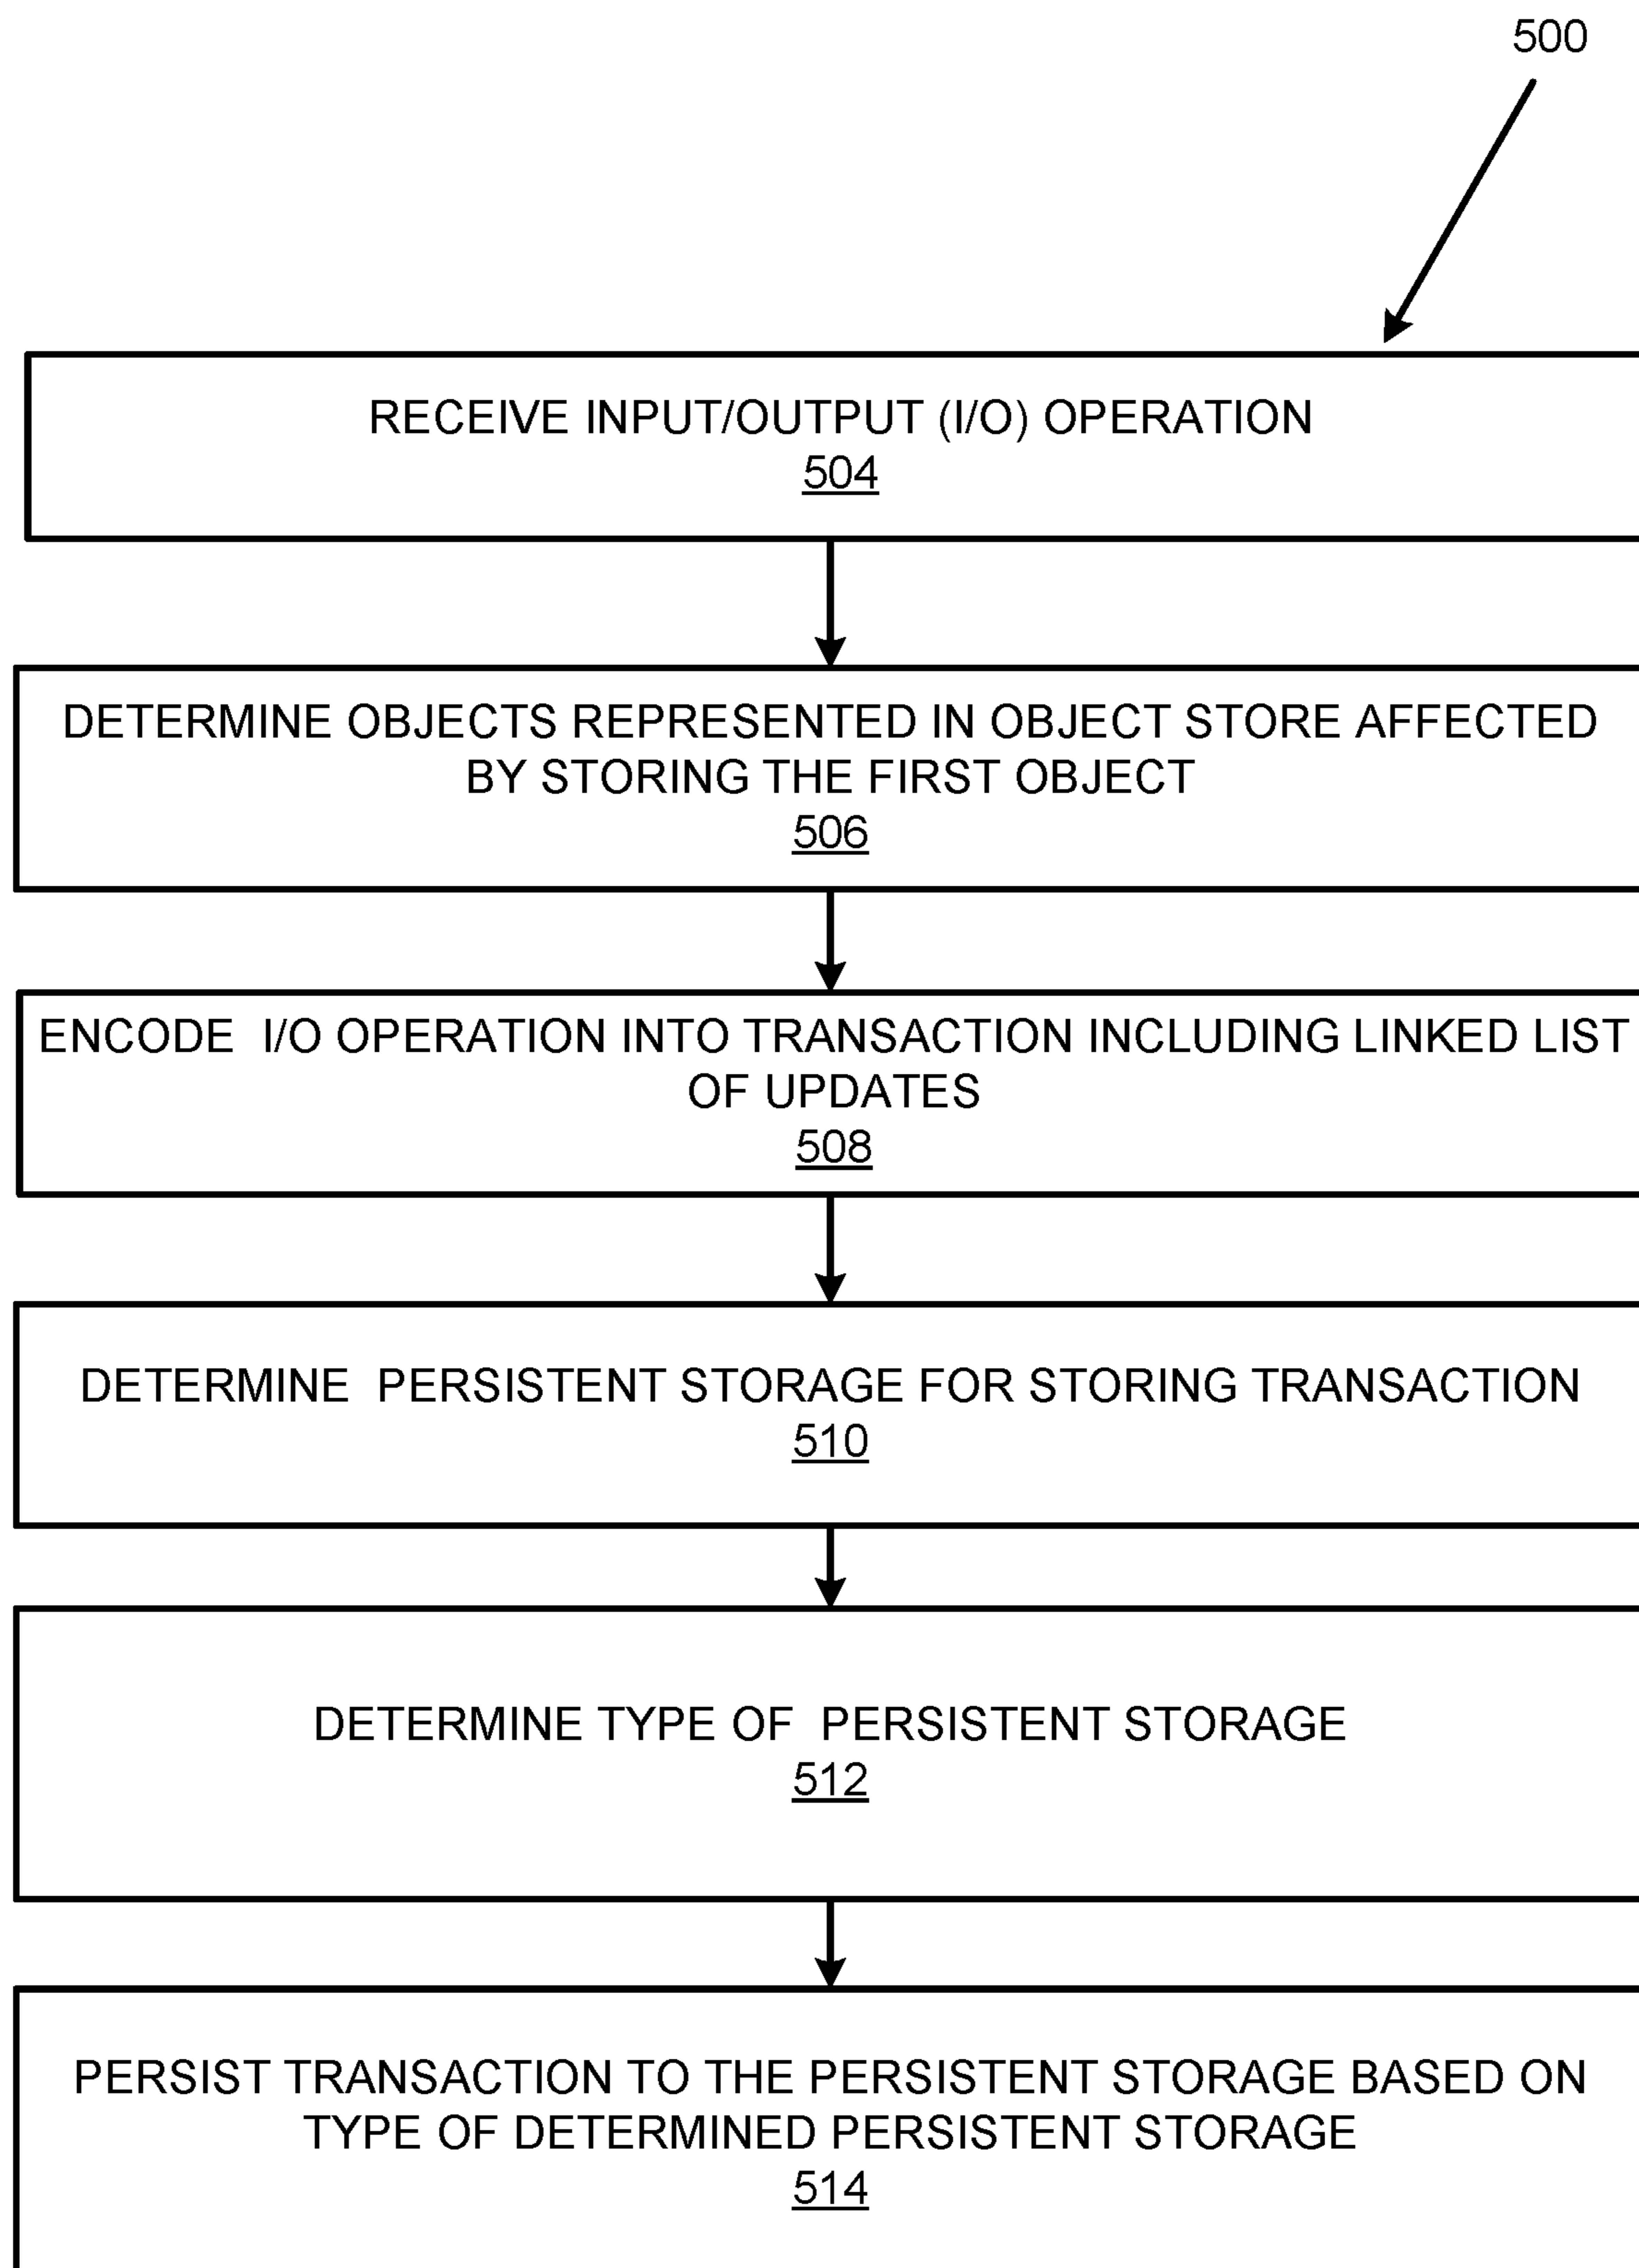 500
RECEIVE INPUT/OUTPUT (I/O) OPERATION
504
DETERMINE OBJECTS REPRESENTED IN OBJECT STORE AFFECTED
BY STORING THE FIRST OBJECT
506
ENCODE I/O OPERATION INTO TRANSACTION INCLUDING LINKED LIST
OF UPDATES
508
DETERMINE PERSISTENT STORAGE FOR STORING TRANSACTION
510
DETERMINE TYPE OF PERSISTENT STORAGE
512
PERSIST TRANSACTION TO THE PERSISTENT STORAGE BASED ON
TYPE OF DETERMINED PERSISTENT STORAGE
514